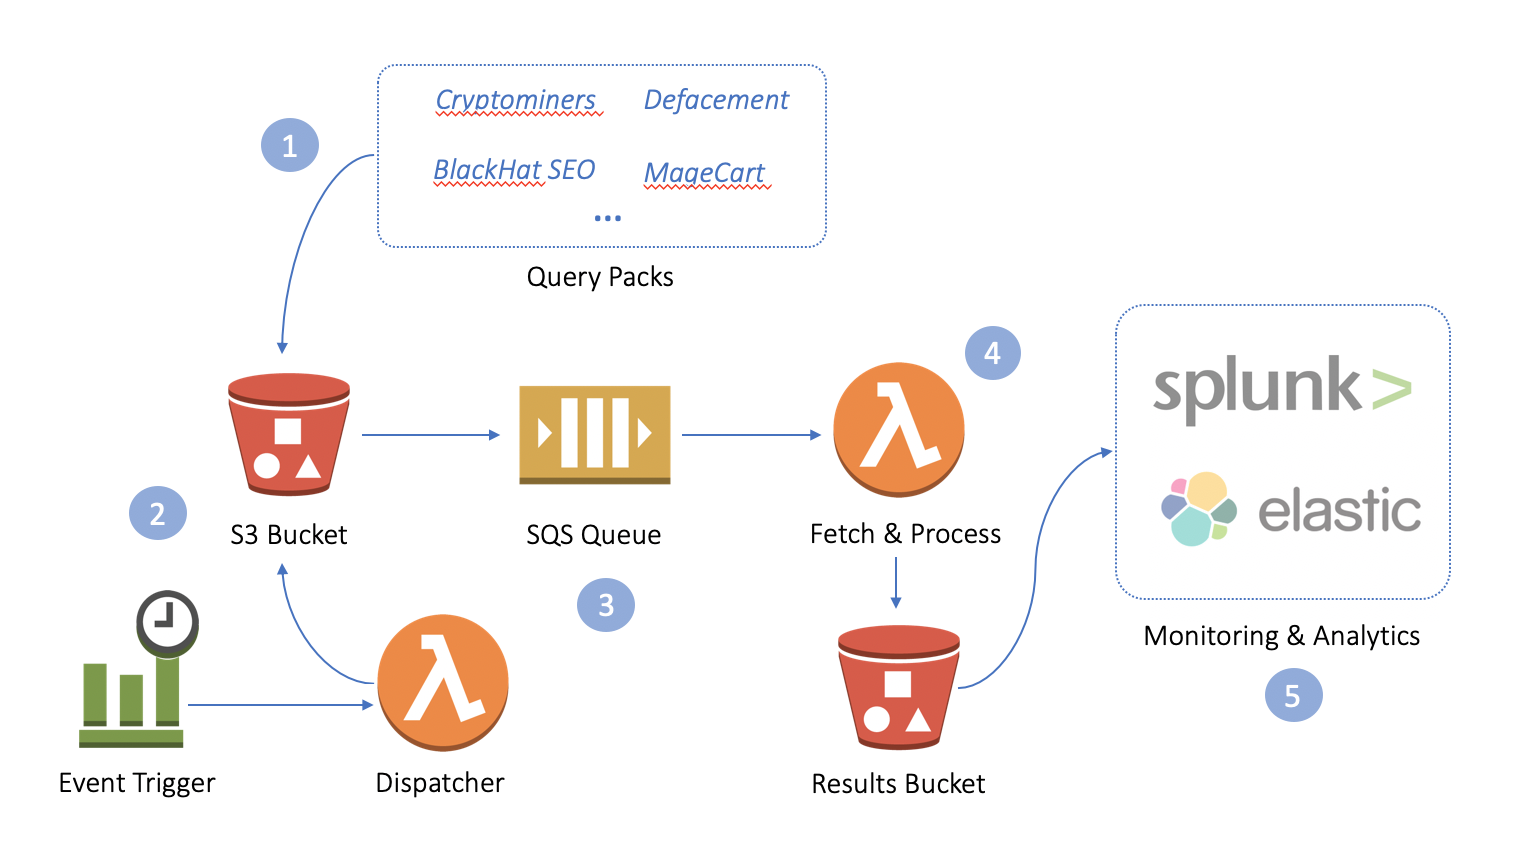 1
Cryptominers Defacement
BlackHat SEO MageCart
...
Query Packs
4
splunk>
elastic
2
S3 Bucket
SQS Queue
Fetch & Process
3
Monitoring & Analytics
5
Event Trigger
Dispatcher
Results Bucket